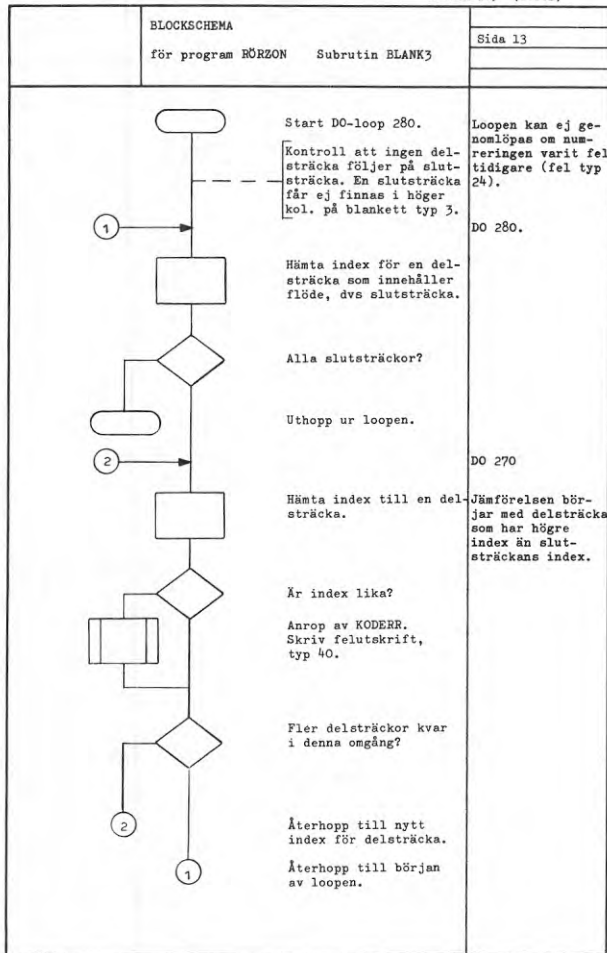 BLOCKSCHEMA
för program RÖRZON Subrutin BLANK3
Sida 13
Start DO-loop 280.
Loopen kan ej ge-
nomlöpas om num-
reringen varit fel
tidigare (fel typ
24).
Kontroll att ingen del-
sträcka följer på slut-
sträcka. En slutsträcka
får ej finnas i höger
kol. på blankett typ 3.
1
DO 280.
Hämta index för en del-
sträcka som innehåller
flöde, dvs slutsträcka.
Alla slutsträckor?
Uthopp ur loopen.
2
DO 270
Hämta index till en del-
sträcka.
Jämförelsen bör-
jar med delsträcka
som har högre
index än slut-
sträckans index.
Är index lika?
Anrop av KODERR.
Skriv felutskrift,
typ 40.
Fler delsträckor kvar
i denna omgång?
2
Återhopp till nytt
index för delsträcka.
1
Återhopp till början
av loopen.